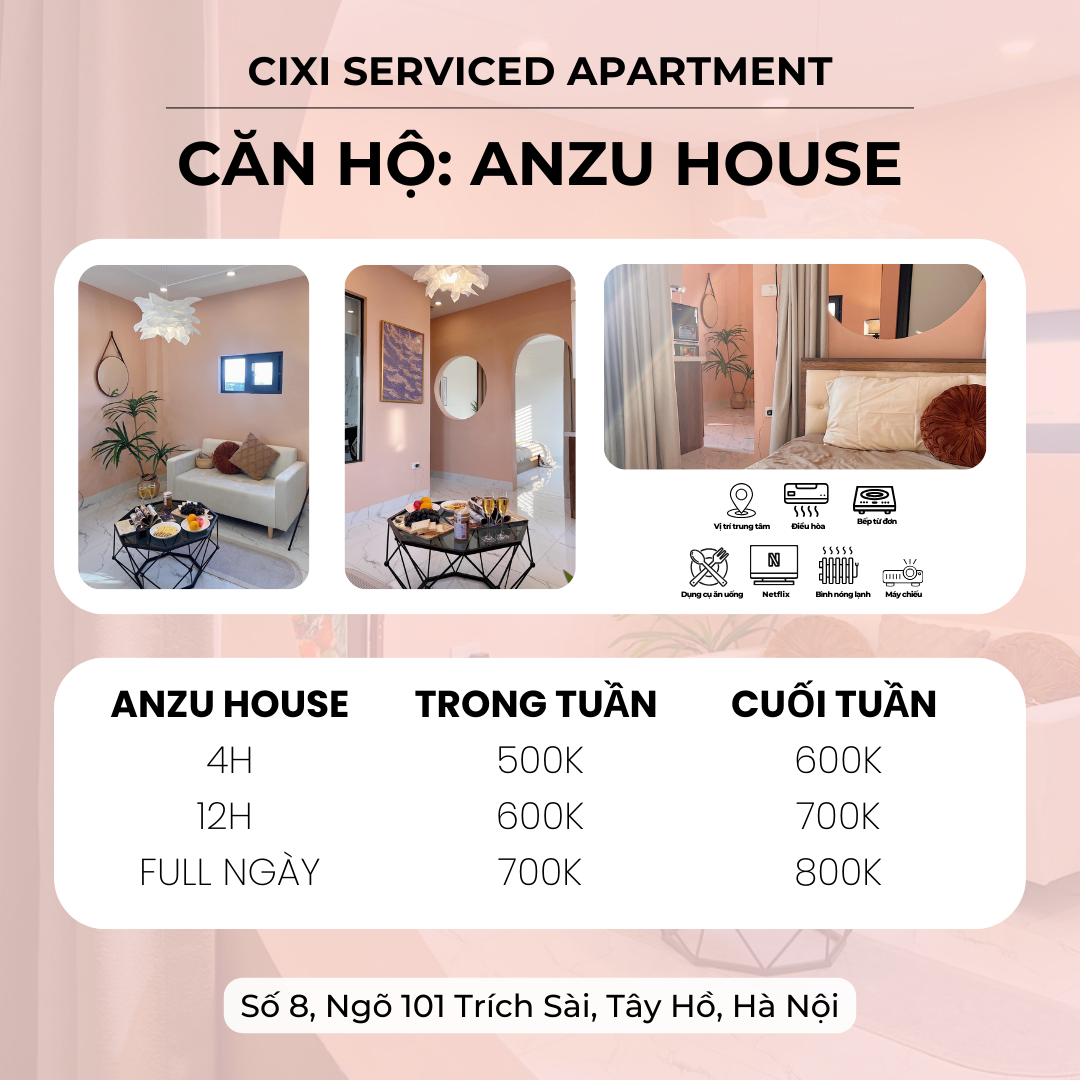 CIXI SERVICED APARTMENT
CĂN HỘ: ANZU HOUSE
Vị trí trung tâm
Điều hòa
Bếp từ đơn
Dụng cụ ăn uống
Netflix
Bình nóng lạnh
Máy chiếu
ANZU HOUSE TRONG TUẦN CUỐI TUẦN
4H 500K 600K
12H 600K 700K
FULL NGÀY 700K 800K
Số 8, Ngõ 101 Trích Sài, Tây Hồ, Hà Nội